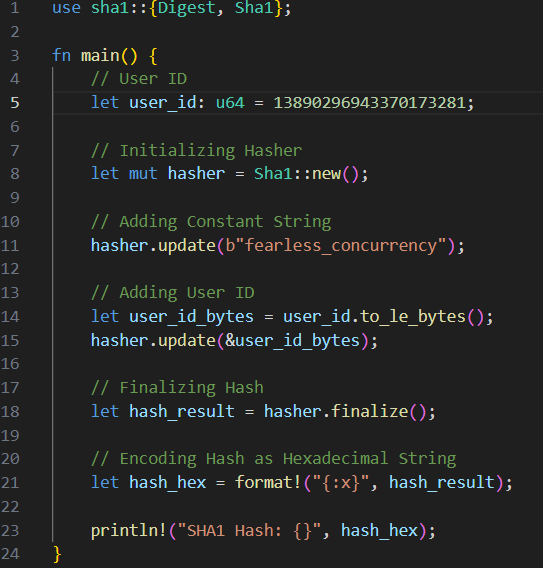 1 use sha1::{Digest, Sha1};
2
3 fn main() {
4     // User ID
5     let user_id: u64 = 13890296943370173281;
6
7     // Initializing Hasher
8     let mut hasher = Sha1::new();
9
10     // Adding Constant String
11     hasher.update(b"fearless_concurrency");
12
13     // Adding User ID
14     let user_id_bytes = user_id.to_le_bytes();
15     hasher.update(&user_id_bytes);
16
17     // Finalizing Hash
18     let hash_result = hasher.finalize();
19
20     // Encoding Hash as Hexadecimal String
21     let hash_hex = format!("{:x}", hash_result);
22
23     println!("SHA1 Hash: {}", hash_hex);
24 }